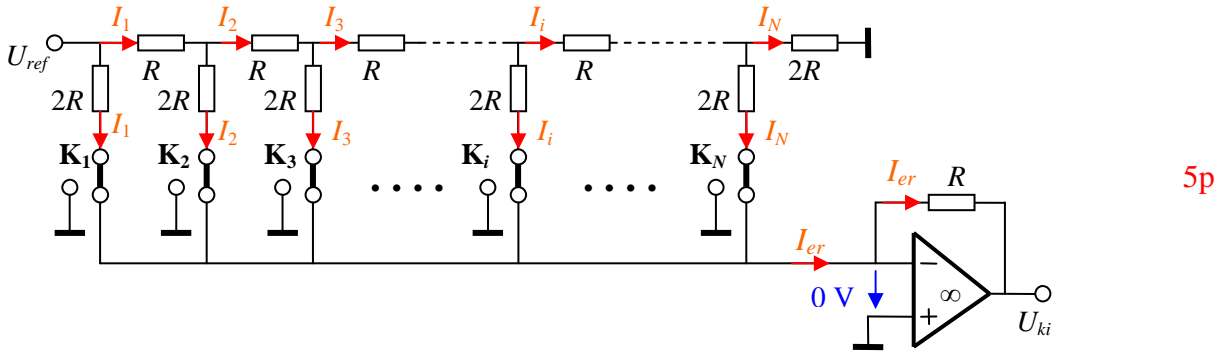 I1 I2 I3 Ii IN
Uref R R R R 2R
2R 2R 2R 2R 2R
I1 I2 I3 Ii IN
K1 K2 K3 Ki KN
Ier R 5p
Ier
0 V − ∞ +
Uki